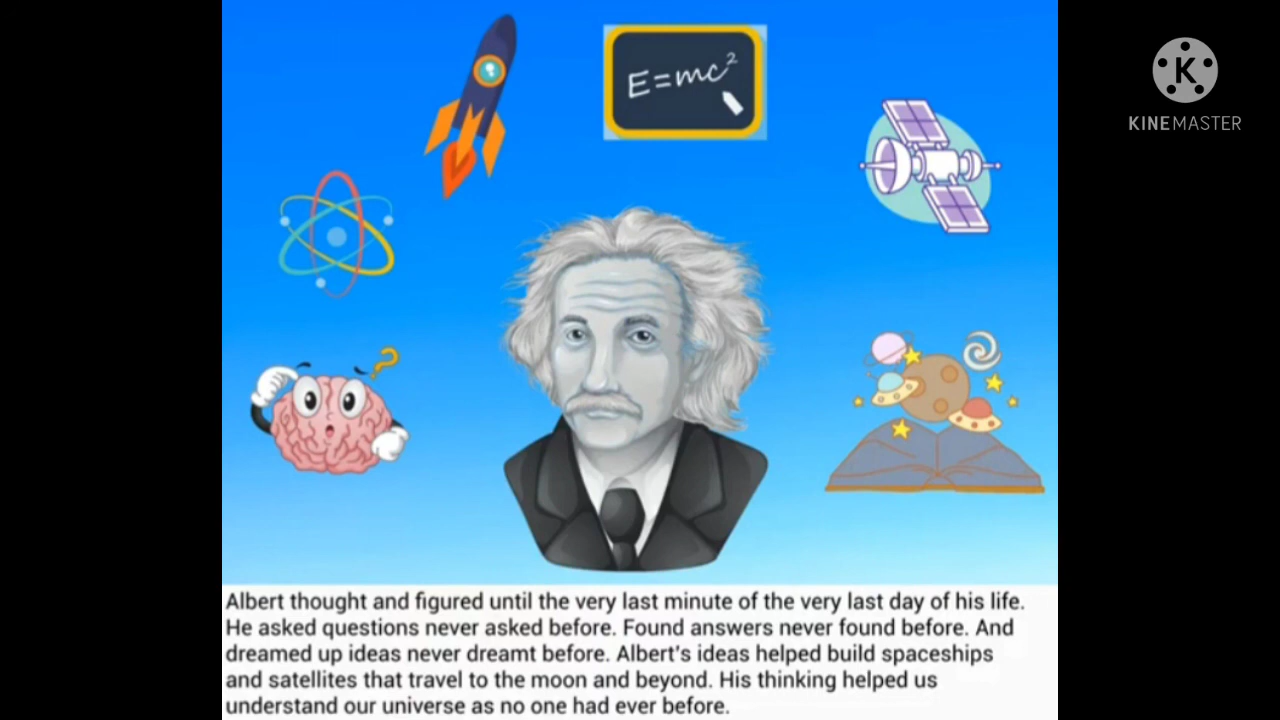 E=mc²
KINEMASTER
?
Albert thought and figured until the very last minute of the very last day of his life.
He asked questions never asked before. Found answers never found before. And
dreamed up ideas never dreamt before. Albert's ideas helped build spaceships
and satellites that travel to the moon and beyond. His thinking helped us
understand our universe as no one had ever before.